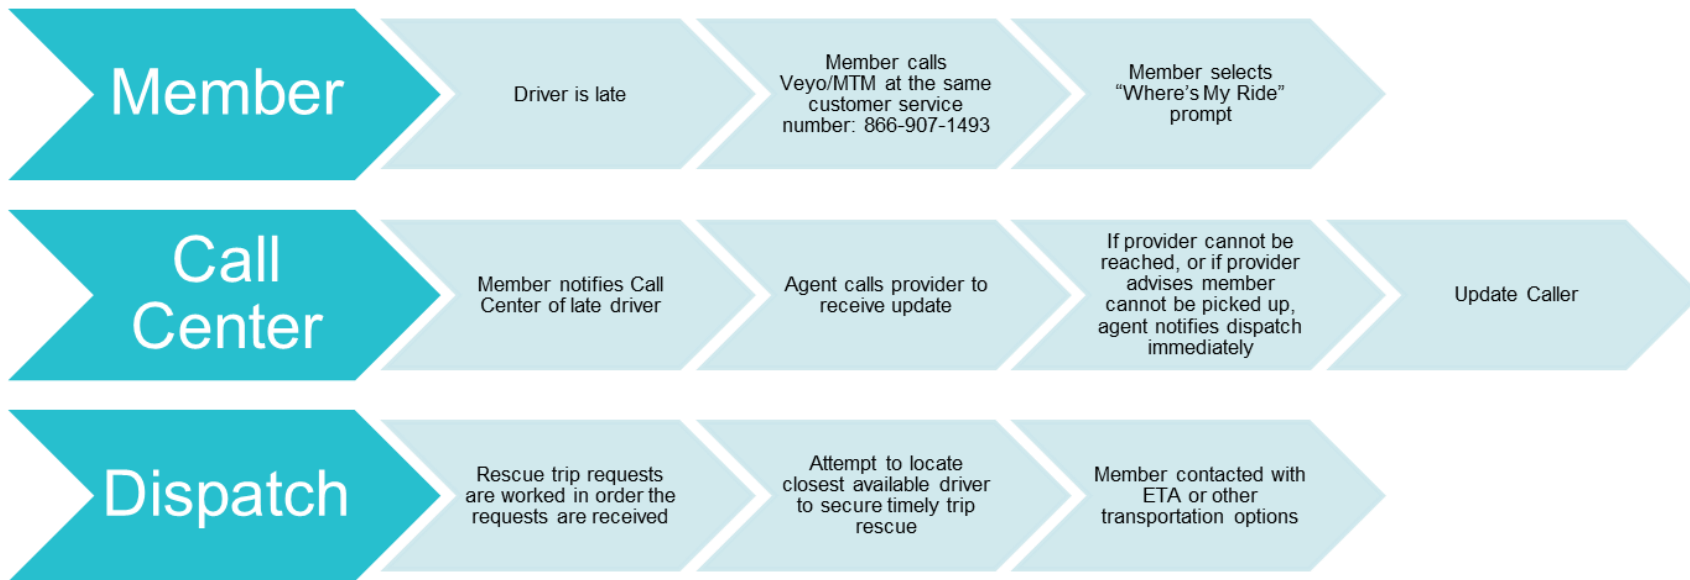 Member
Driver is late
Member calls
Veyo/MTM at the same
customer service
number: 866-907-1493
Member selects
“Where’s My Ride”
prompt
Call
Center
Member notifies Call
Center of late driver
Agent calls provider to
receive update
If provider cannot be
reached, or if provider
advises member
cannot be picked up,
agent notifies dispatch
immediately
Update Caller
Dispatch
Rescue trip requests
are worked in order the
requests are received
Attempt to locate
closest available driver
to secure timely trip
rescue
Member contacted with
ETA or other
transportation options